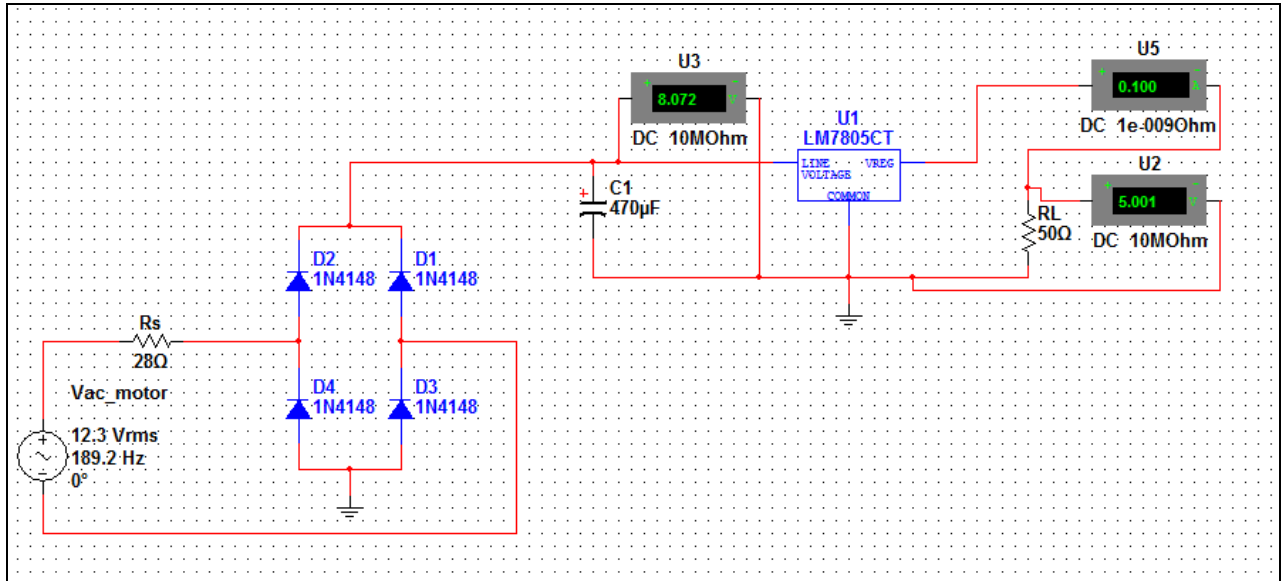 U3
+ -
8.072 V
DC 10MOhm
U5
+ -
0.100 A
DC 1e-009Ohm
U1
LM7805CT
LINE VREG
VOLTAGE
COMMON
U2
+ -
5.001 V
DC 10MOhm
+
C1
470µF
RL
50Ω
D2
1N4148
D1
1N4148
Rs
28Ω
D4
1N4148
D3
1N4148
Vac_motor
12.3 Vrms
189.2 Hz
0°